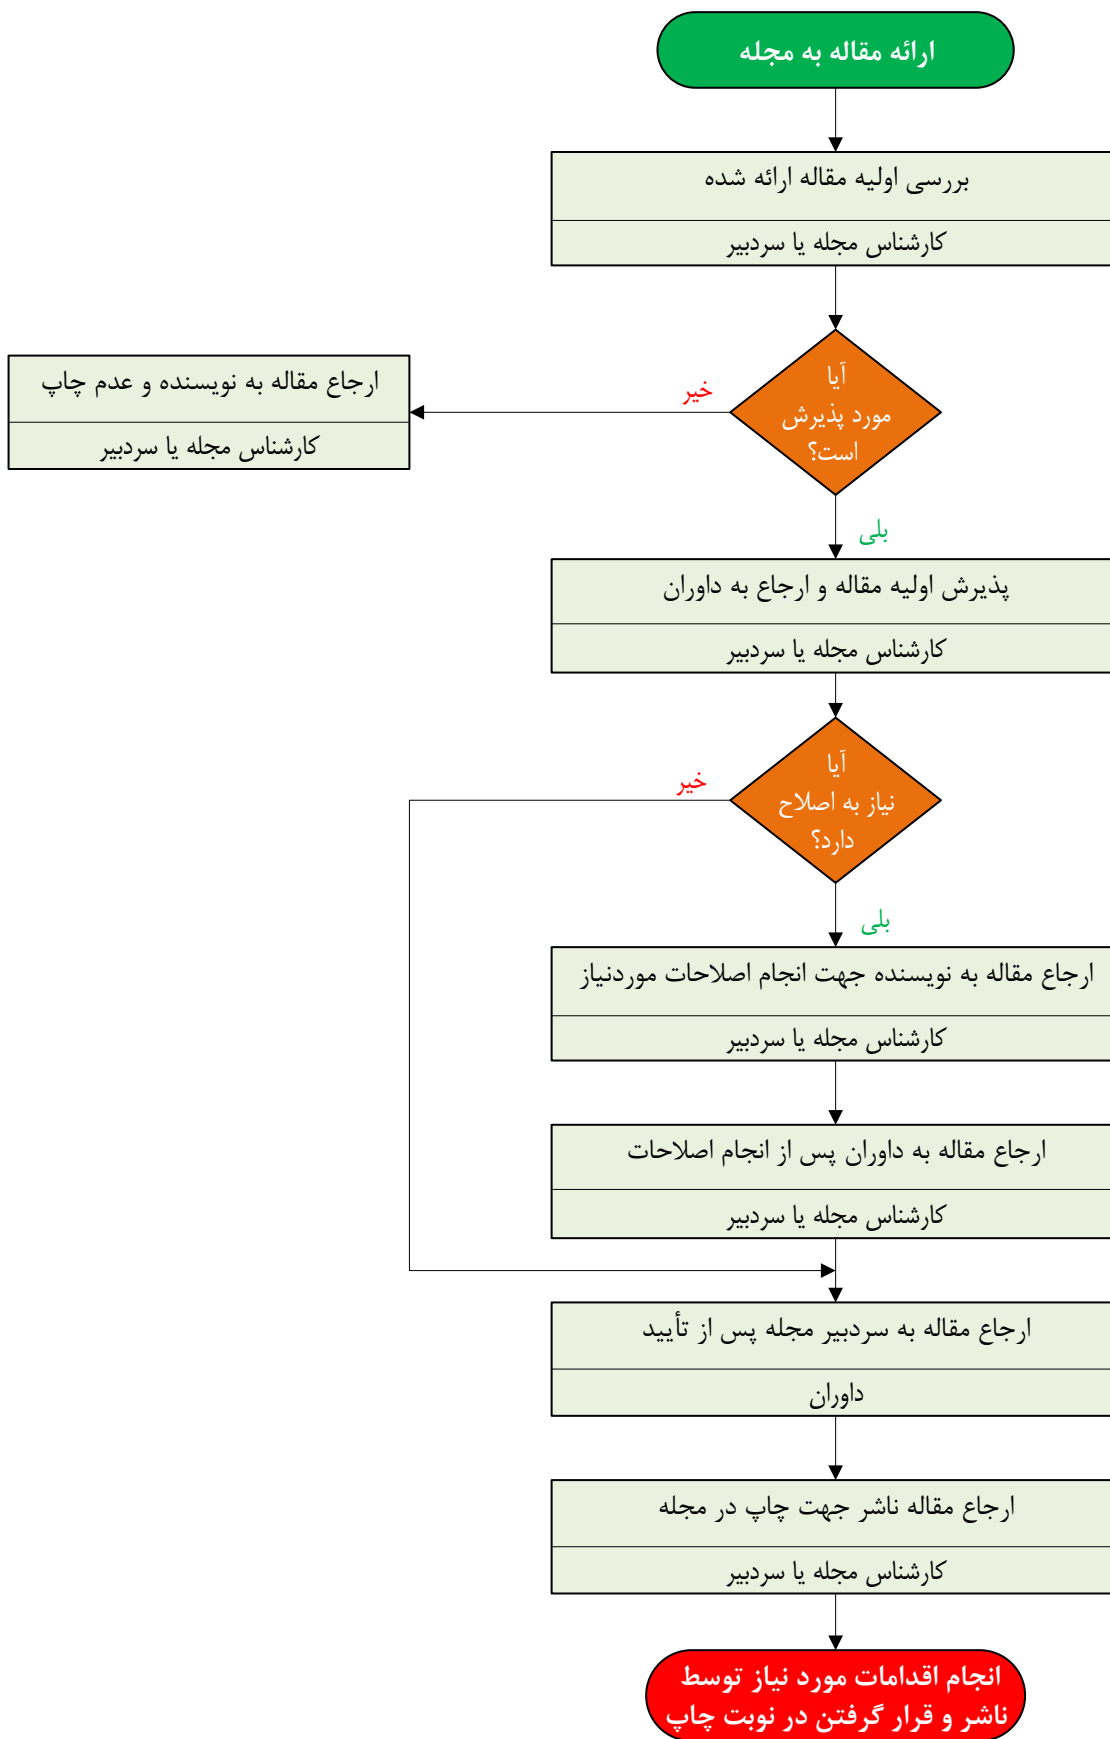 ارائه مقاله به مجله
بررسی اولیه مقاله ارائه شده
کارشناس مجله یا سردبیر
آیا
مورد پذیرش
است؟
خیر
ارجاع مقاله به نویسنده و عدم چاپ
کارشناس مجله یا سردبیر
بلی
پذیرش اولیه مقاله و ارجاع به داوران
کارشناس مجله یا سردبیر
آیا
نیاز به اصلاح
دارد؟
خیر
بلی
ارجاع مقاله به نویسنده جهت انجام اصلاحات موردنیاز
کارشناس مجله یا سردبیر
ارجاع مقاله به داوران پس از انجام اصلاحات
کارشناس مجله یا سردبیر
ارجاع مقاله به سردبیر مجله پس از تأیید
داوران
ارجاع مقاله ناشر جهت چاپ در مجله
کارشناس مجله یا سردبیر
انجام اقدامات مورد نیاز توسط
ناشر و قرار گرفتن در نوبت چاپ